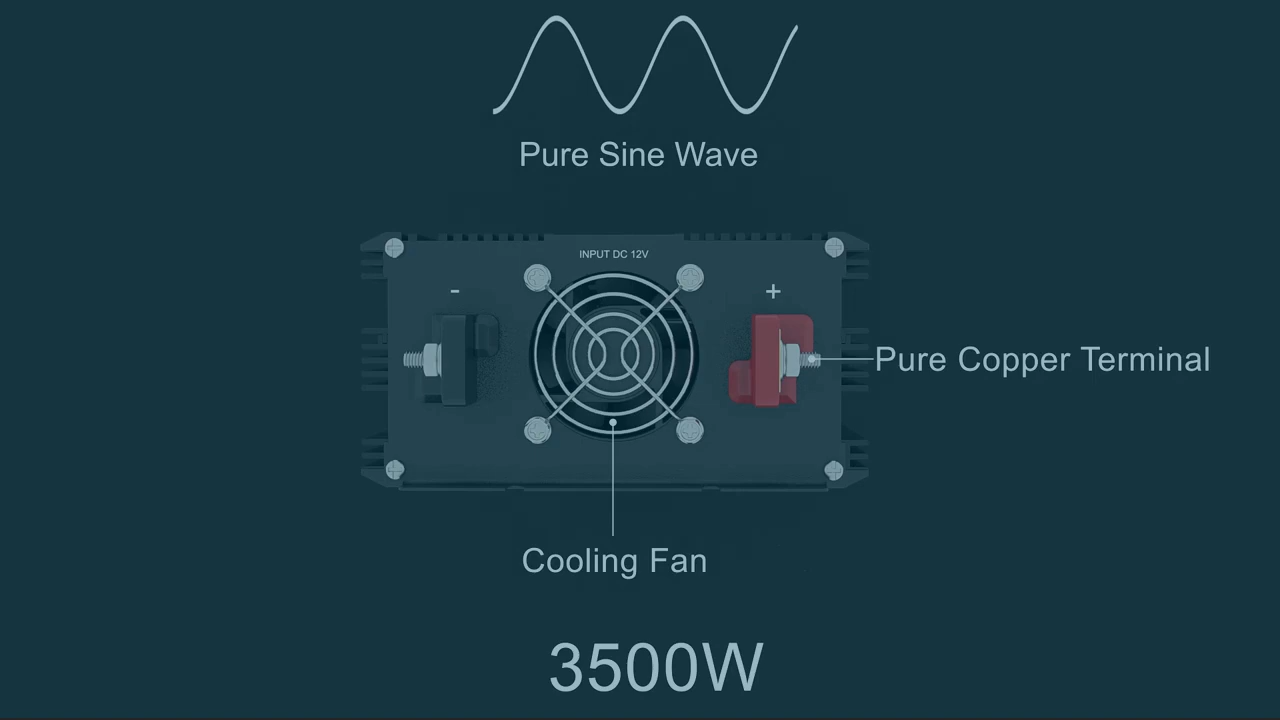 Pure Sine Wave
INPUT DC 12V
- +
Pure Copper Terminal
Cooling Fan
3500W